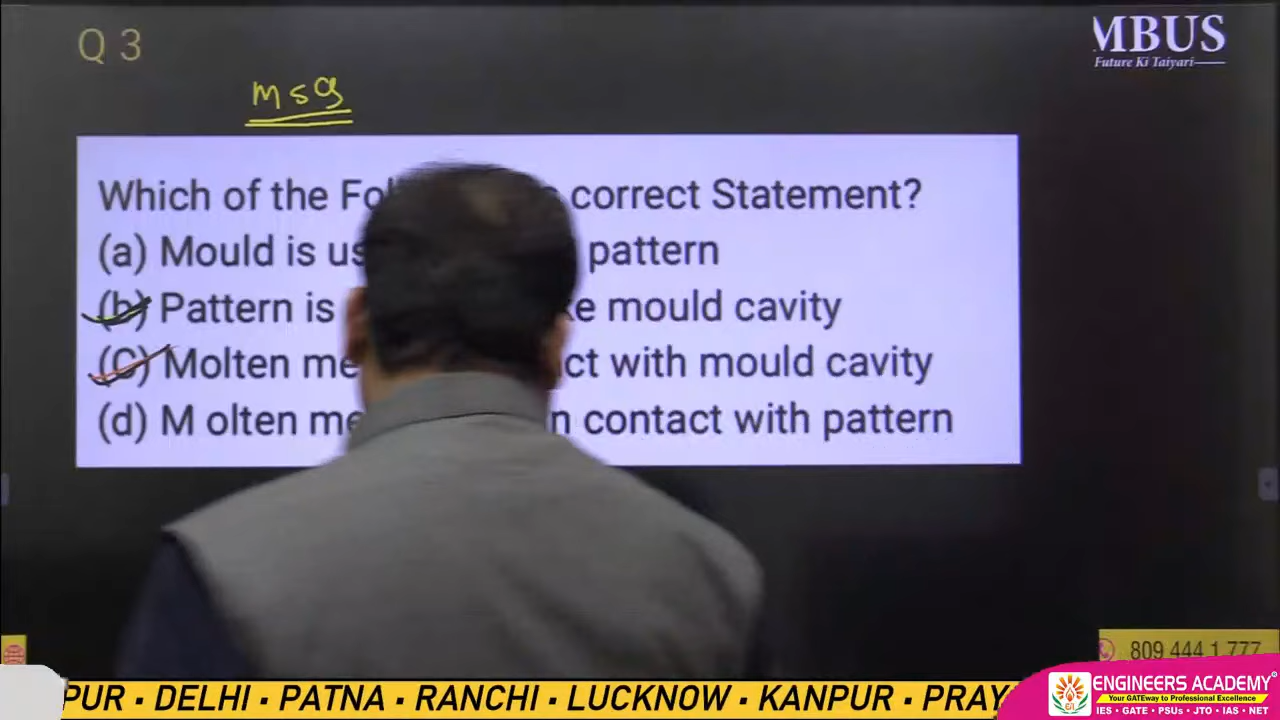 Q 3
MBUS
Future Ki Taiyari
MSQ
Which of the Fo correct Statement?
(a) Mould is us pattern
(b) Pattern is ke mould cavity
(C) Molten me ct with mould cavity
(d) M olten me n contact with pattern
809 444 1 777
PUR • DELHI • PATNA • RANCHI • LUCKNOW • KANPUR • PRAY
ENGINEERS ACADEMY
Your GATEway to Professional Excellence
IES • GATE • PSUs • JTO • IAS • NET